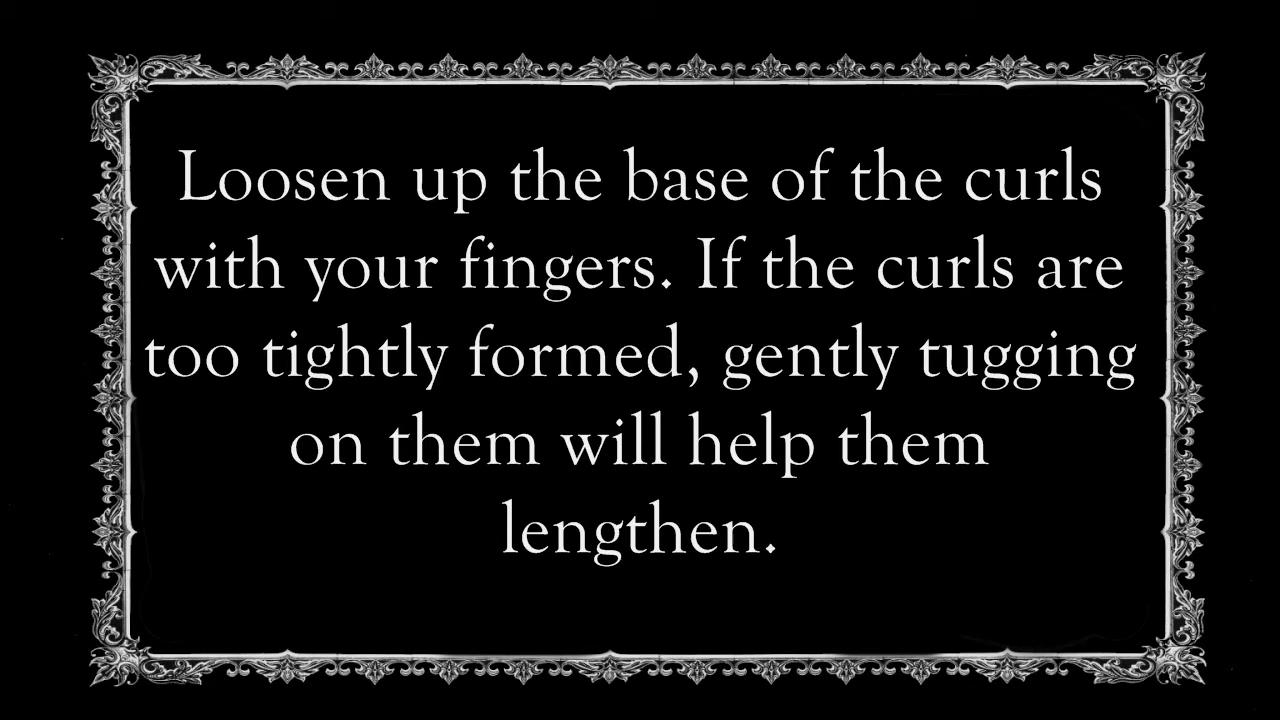 Loosen up the base of the curls
with your fingers. If the curls are
too tightly formed, gently tugging
on them will help them
lengthen.